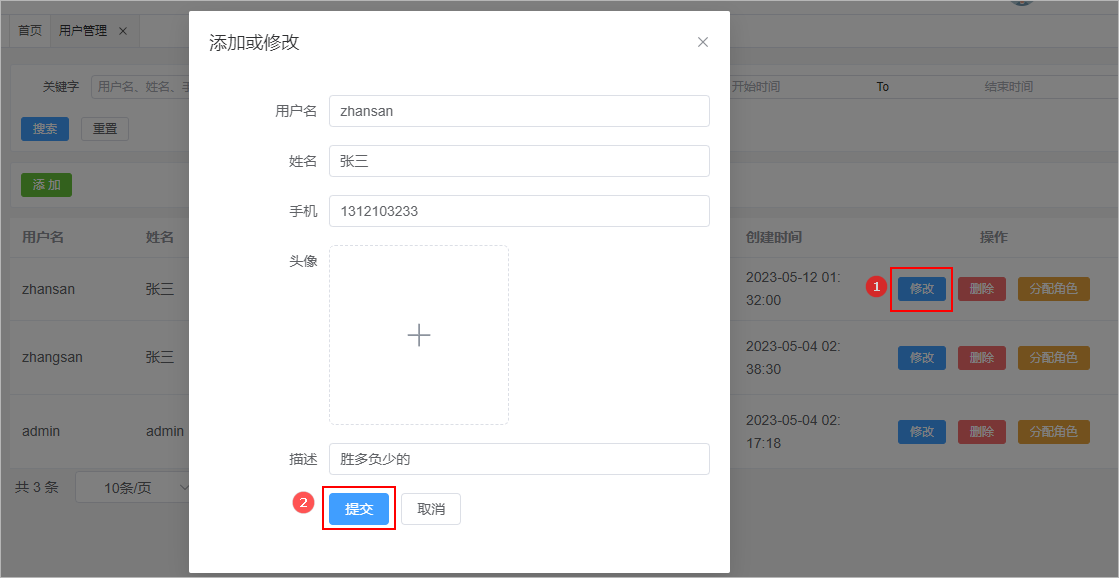 首页 用户管理 ×
添加或修改
关键字 用户名、姓名、手 开始时间 To 结束时间
用户名 zhansan
搜索 重置
姓名 张三
添 加
手机 1312103233
用户名 姓名 创建时间 操作
头像
zhansan 张三 2023-05-12 01:
32:00
1 修改 删除 分配角色
zhangsan 张三 2023-05-04 02:
38:30
修改 删除 分配角色
admin admin 2023-05-04 02:
17:18
修改 删除 分配角色
描述 胜多负少的
共 3 条 10条/页
2 提交 取消